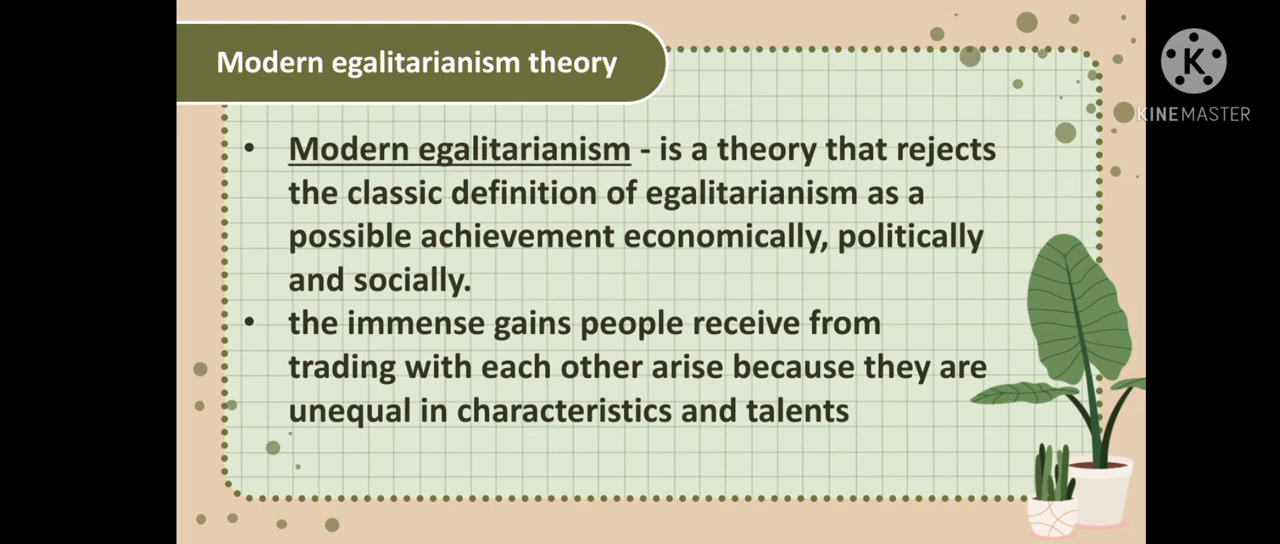 Modern egalitarianism theory
K
KINEMASTER
• Modern egalitarianism - is a theory that rejects
the classic definition of egalitarianism as a
possible achievement economically, politically
and socially.
• the immense gains people receive from
trading with each other arise because they are
unequal in characteristics and talents